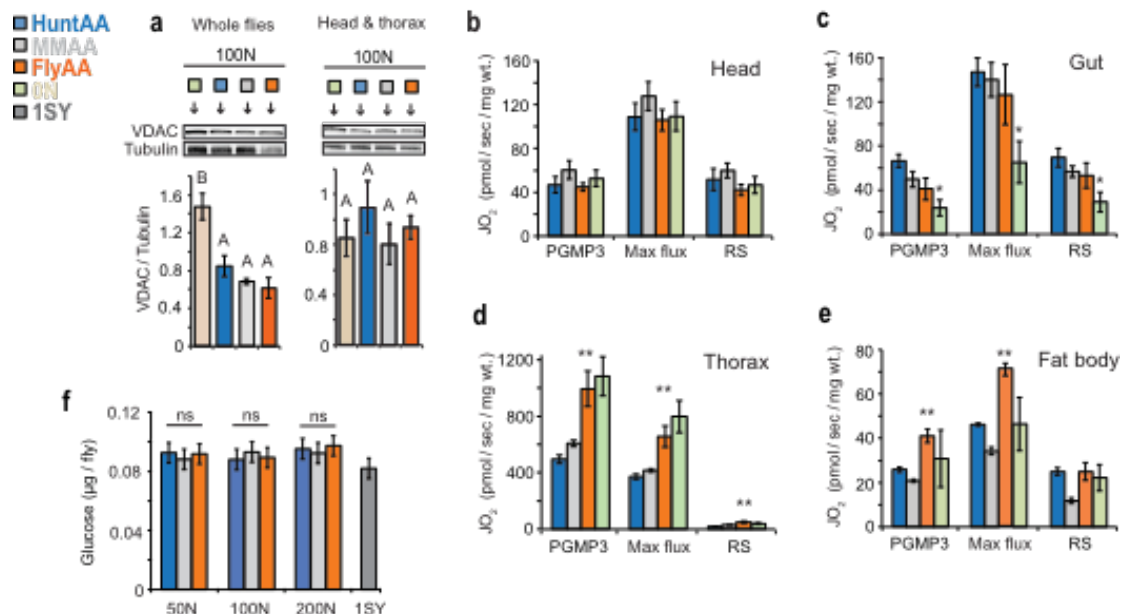 HuntAA
MMAA
FlyAA
0N
1SY
a
Whole flies
Head & thorax
100N
100N
VDAC
Tubulin
VDAC / Tubulin
1.6
1.2
0.8
0.4
0
B
A
A
A
1
0.8
0.6
0.4
0.2
0
A
A
A
A
b
Head
JO2 (pmol / sec / mg wt.)
160
120
80
40
0
PGMP3
Max flux
RS
c
Gut
JO2 (pmol / sec / mg wt.)
160
120
80
40
0
*
*
*
PGMP3
Max flux
RS
d
Thorax
JO2 (pmol / sec / mg wt.)
1200
800
400
0
**
**
**
PGMP3
Max flux
RS
e
Fat body
JO2 (pmol / sec / mg wt.)
80
60
40
20
0
**
**
PGMP3
Max flux
RS
f
Glucose (µg / fly)
0.12
0.08
0.04
0
ns
ns
ns
50N
100N
200N
1SY